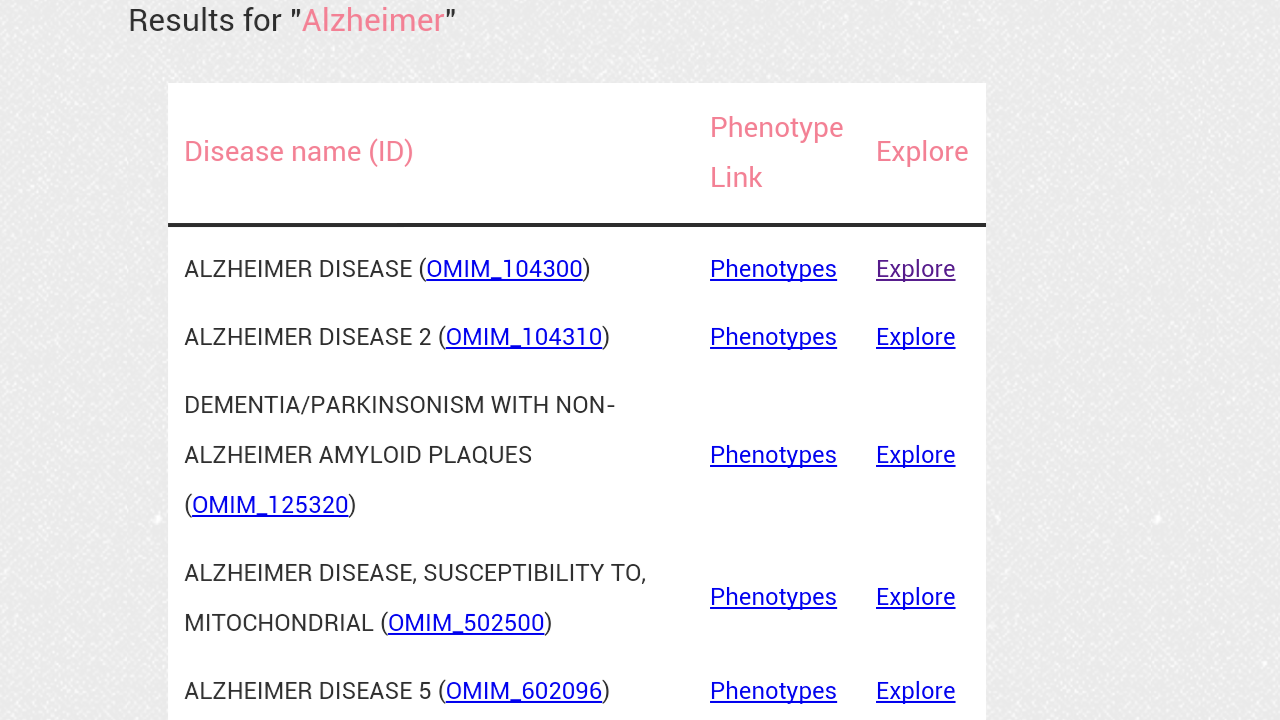 Results for "Alzheimer"
Disease name (ID)
Phenotype
Link
Explore
ALZHEIMER DISEASE (OMIM_104300) Phenotypes Explore
ALZHEIMER DISEASE 2 (OMIM_104310) Phenotypes Explore
DEMENTIA/PARKINSONISM WITH NON-
ALZHEIMER AMYLOID PLAQUES Phenotypes Explore
(OMIM_125320)
ALZHEIMER DISEASE, SUSCEPTIBILITY TO,
MITOCHONDRIAL (OMIM_502500)
Phenotypes Explore
ALZHEIMER DISEASE 5 (OMIM_602096) Phenotypes Explore